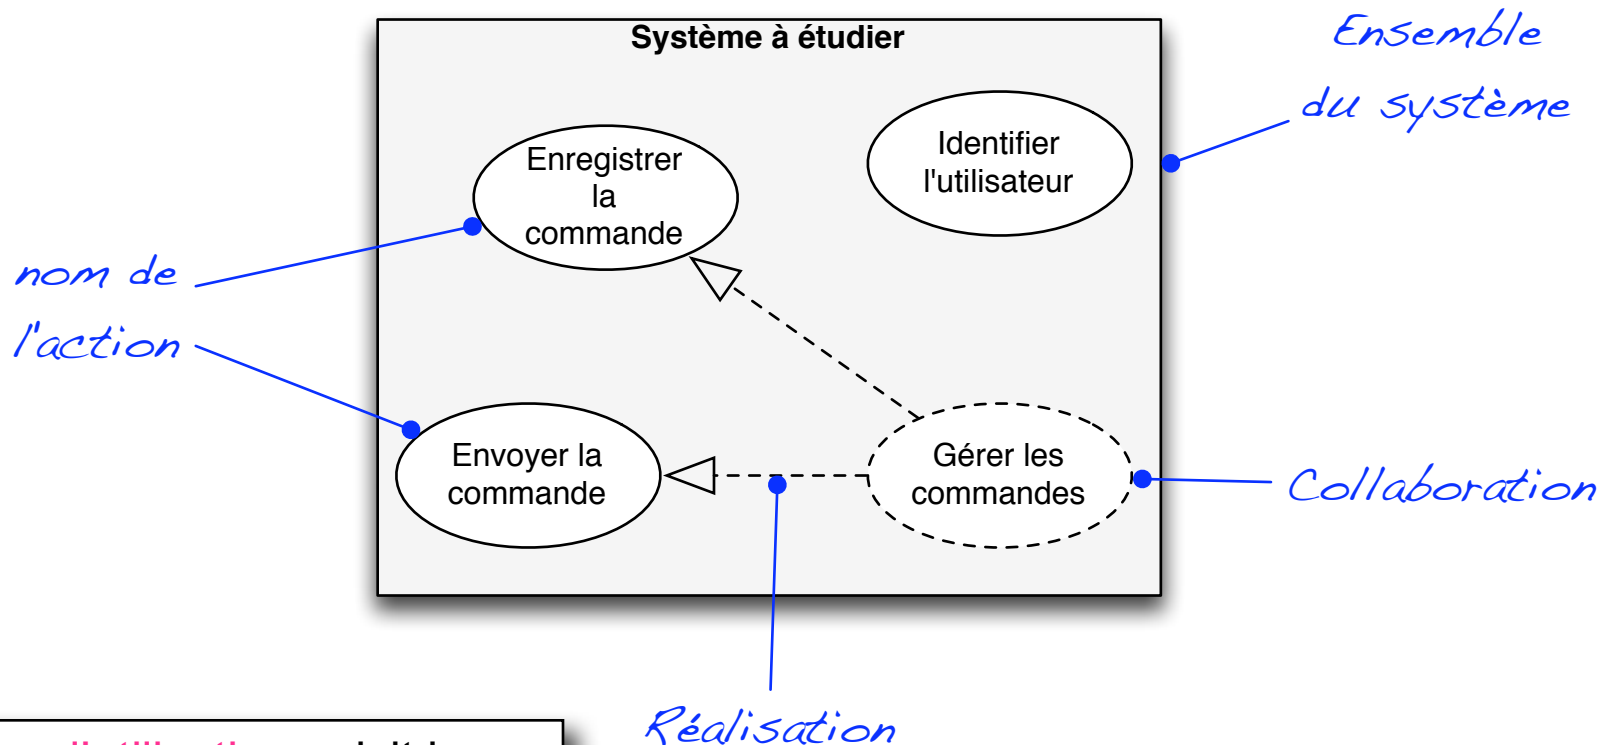 Système à étudier
Ensemble
du système
Identifier
l'utilisateur
Enregistrer
la
commande
nom de
l'action
Envoyer la
commande
Gérer les
commandes
Collaboration
Réalisation